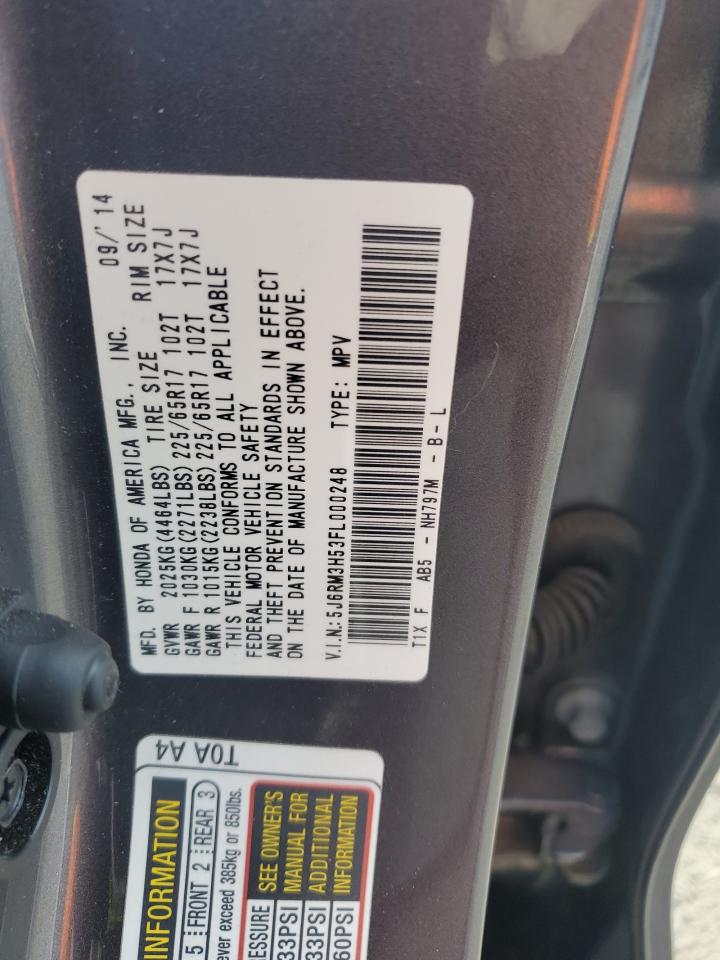 MFD. BY HONDA OF AMERICA MFG., INC. 09/'14
GVWR 2025KG(4464LBS) TIRE SIZE RIM SIZE
GAWR F 1030KG(2271LBS) 225/65R17 102T 17X7J
GAWR R 1015KG(2238LBS) 225/65R17 102T 17X7J
THIS VEHICLE CONFORMS TO ALL APPLICABLE
FEDERAL MOTOR VEHICLE SAFETY
AND THEFT PREVENTION STANDARDS IN EFFECT
ON THE DATE OF MANUFACTURE SHOWN ABOVE.
V.I.N.: 5J6RM3H53FL000248 TYPE: MPV
T1X F AB5 - NH797M - B - L
T0A A4
INFORMATION
5 FRONT 2 REAR 3
ever exceed 385kg or 850lbs.
ESSURE SEE OWNER'S
33PSI MANUAL FOR
33PSI ADDITIONAL
60PSI INFORMATION